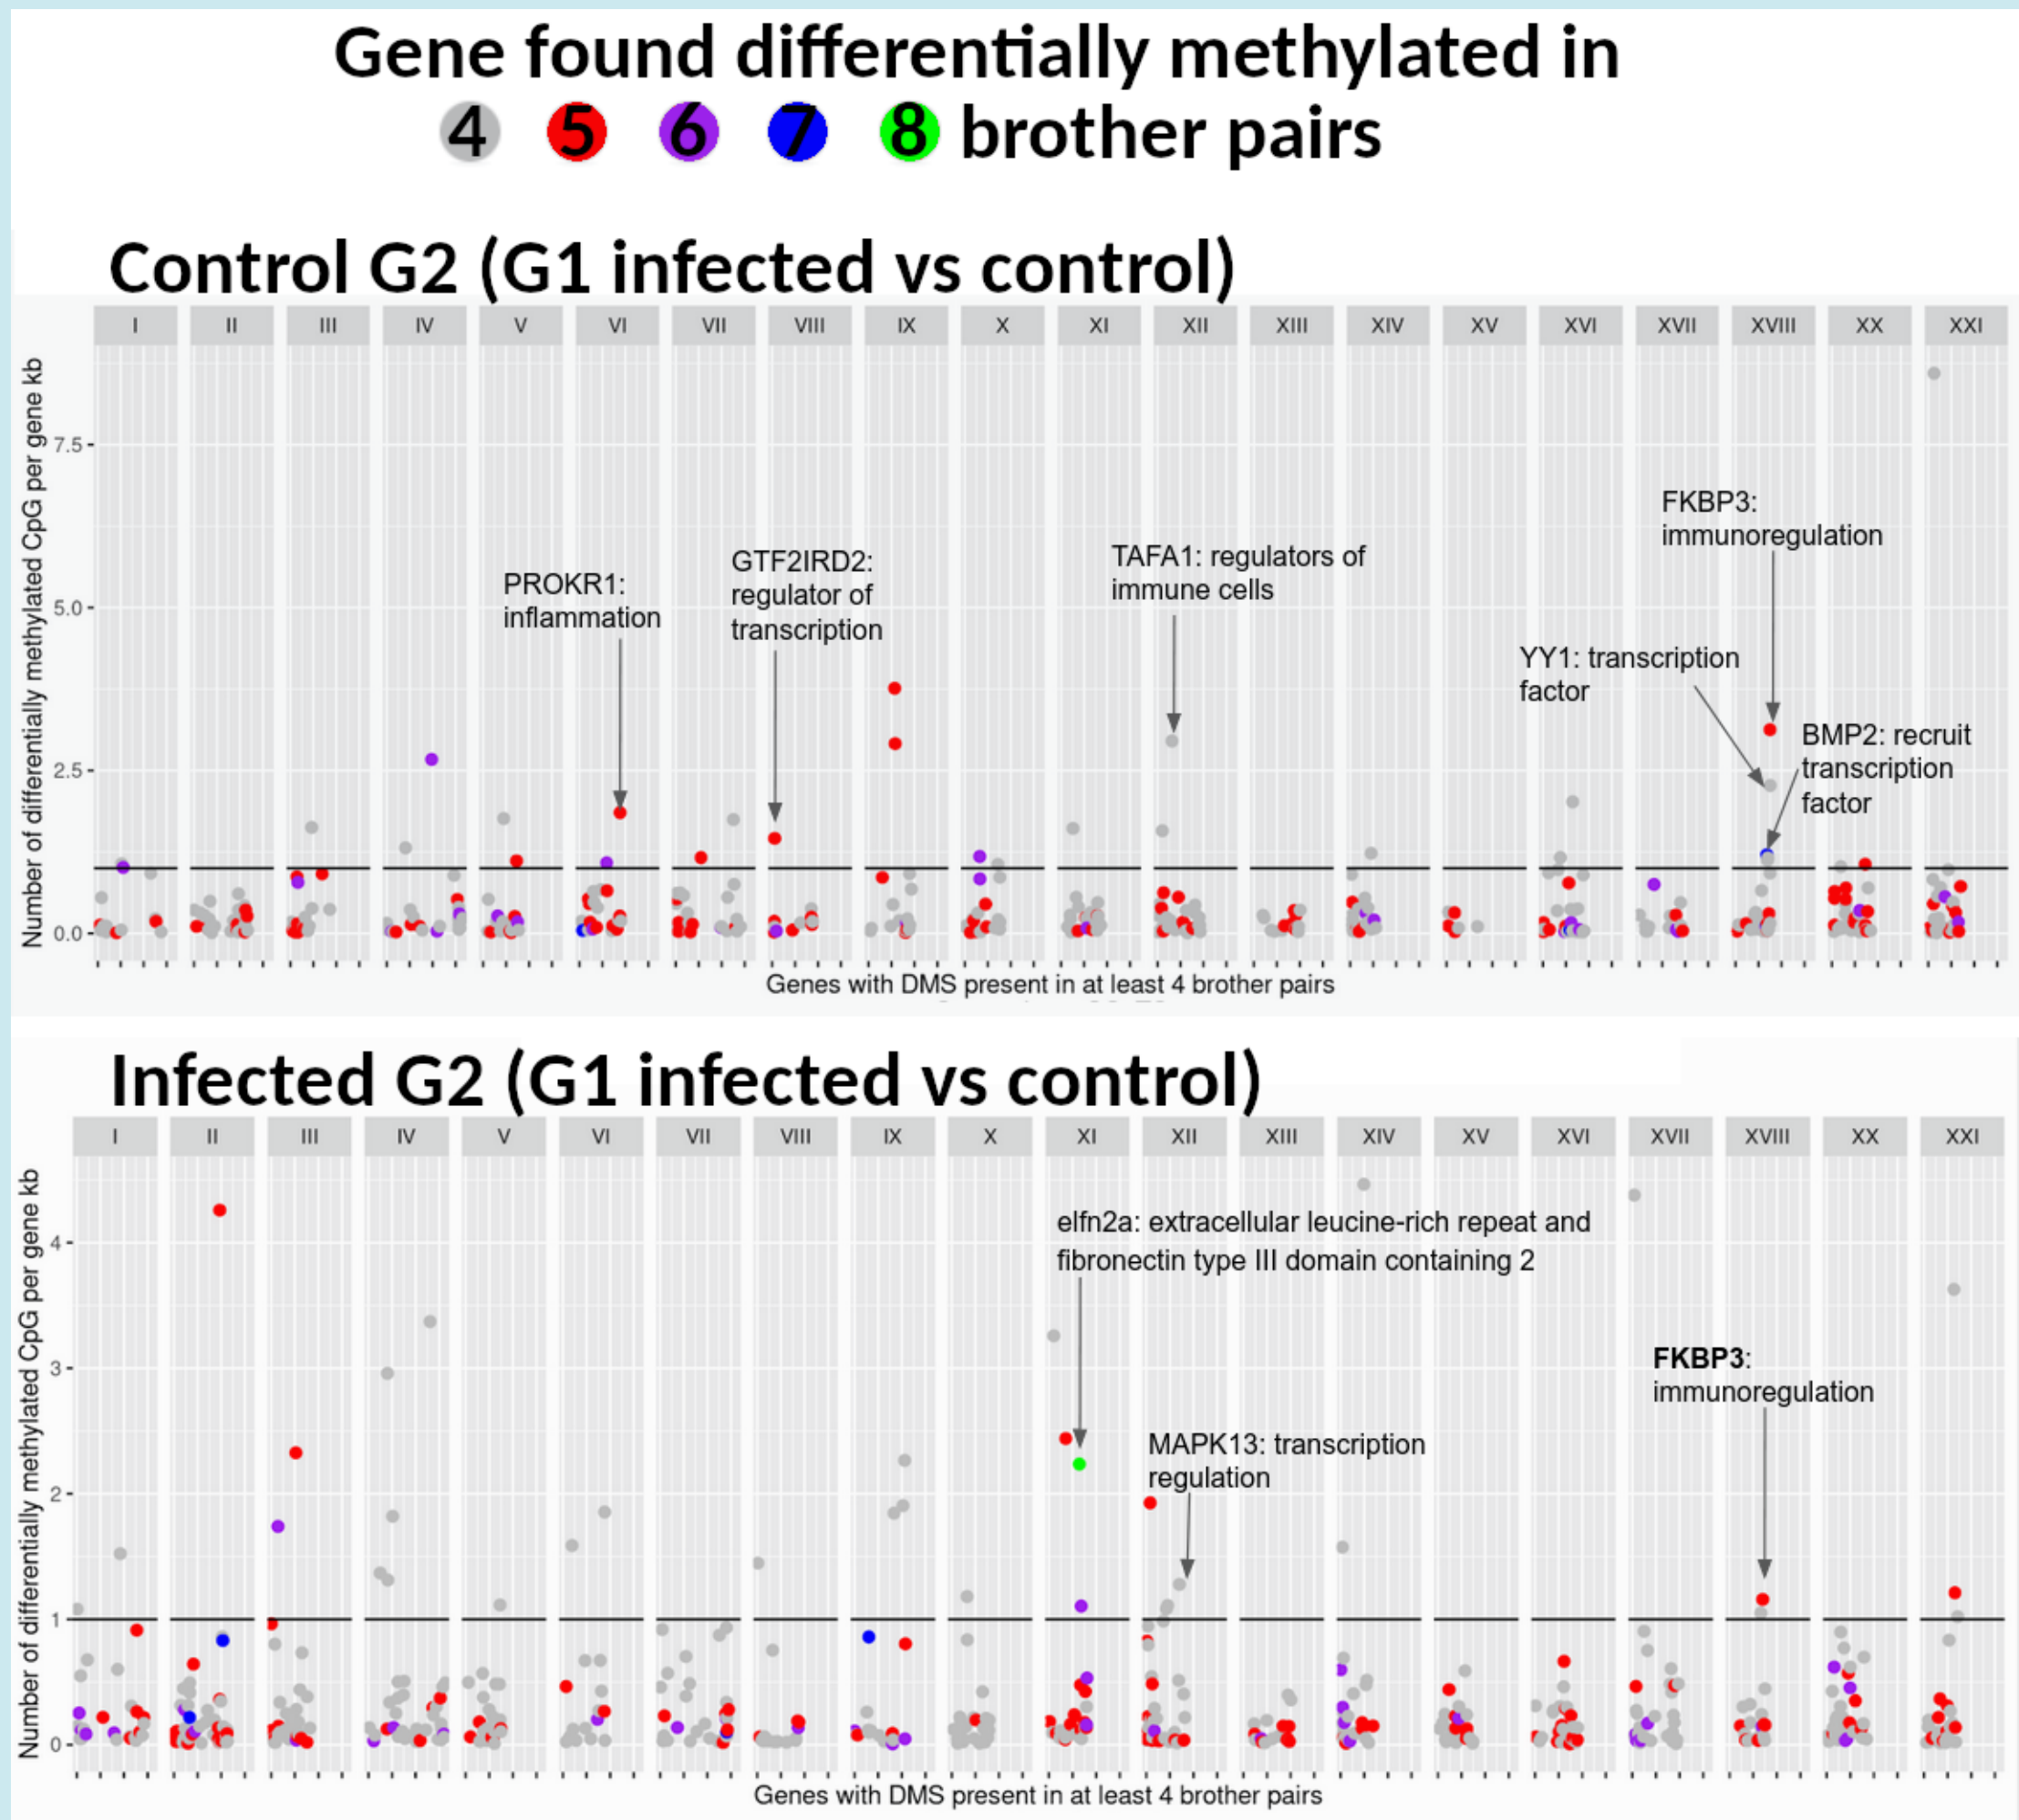 Gene found differentially methylated in
4 5 6 7 8 brother pairs
Control G2 (G1 infected vs control)
I II III IV V VI VII VIII IX X XI XII XIII XIV XV XVI XVII XVIII XX XXI
Number of differentially methylated CpG per gene kb
7.5
5.0
2.5
0.0
PROKR1:
inflammation
GTF2IRD2:
regulator of
transcription
TAFA1: regulators of
immune cells
FKBP3:
immunoregulation
YY1: transcription
factor
BMP2: recruit
transcription
factor
Genes with DMS present in at least 4 brother pairs
Infected G2 (G1 infected vs control)
I II III IV V VI VII VIII IX X XI XII XIII XIV XV XVI XVII XVIII XX XXI
Number of differentially methylated CpG per gene kb
4
3
2
1
0
elfn2a: extracellular leucine-rich repeat and
fibronectin type III domain containing 2
MAPK13: transcription
regulation
FKBP3:
immunoregulation
Genes with DMS present in at least 4 brother pairs